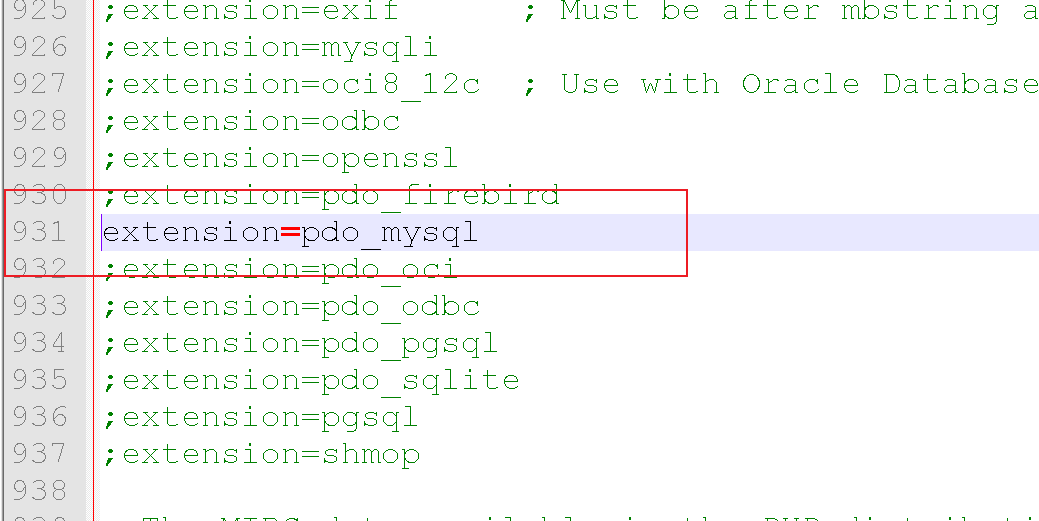 925 ;extension=exif ; Must be after mbstring a
926 ;extension=mysqli
927 ;extension=oci8_12c ; Use with Oracle Database
928 ;extension=odbc
929 ;extension=openssl
930 ;extension=pdo_firebird
931 extension=pdo_mysql
932 ;extension=pdo_oci
933 ;extension=pdo_odbc
934 ;extension=pdo_pgsql
935 ;extension=pdo_sqlite
936 ;extension=pgsql
937 ;extension=shmop
938